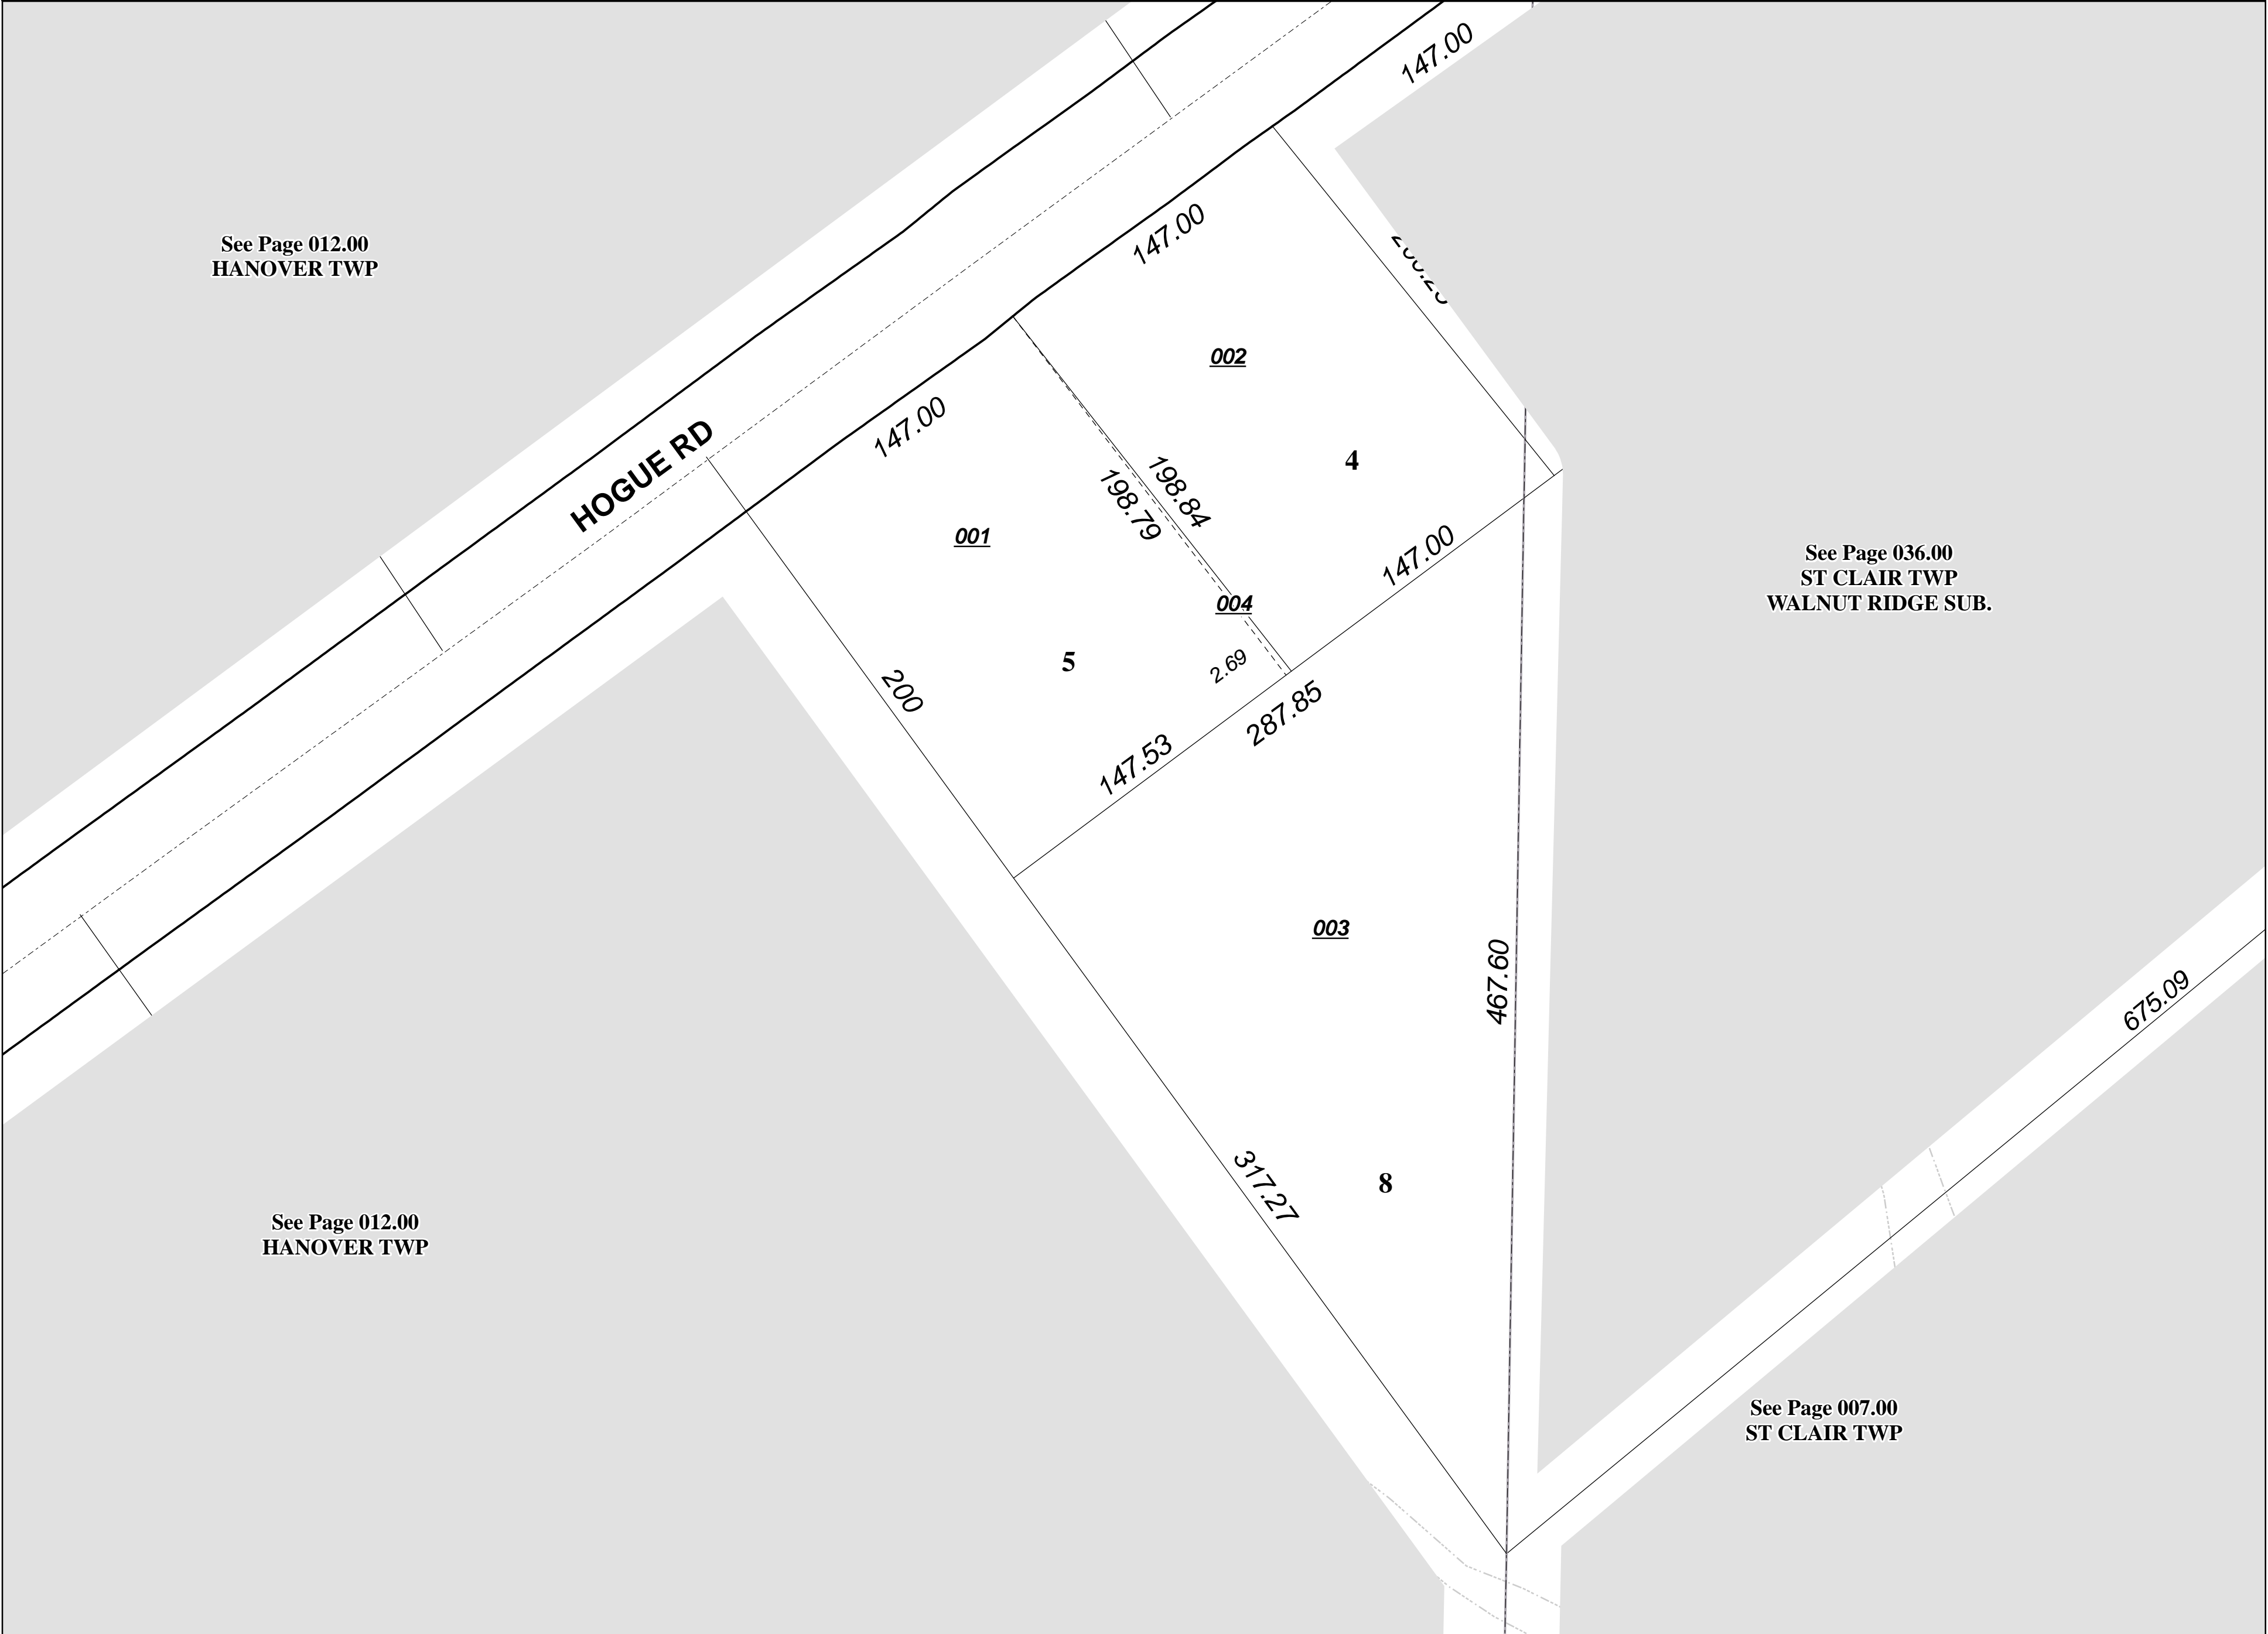 147.00
147.00
See Page 012.00
HANOVER TWP
002
147.00
HOGUE RD
4
198.84
198.79
001
147.00
See Page 036.00
ST CLAIR TWP
WALNUT RIDGE SUB.
004
5
2.69
200
287.85
147.53
003
467.60
675.09
317.27
8
See Page 012.00
HANOVER TWP
See Page 007.00
ST CLAIR TWP